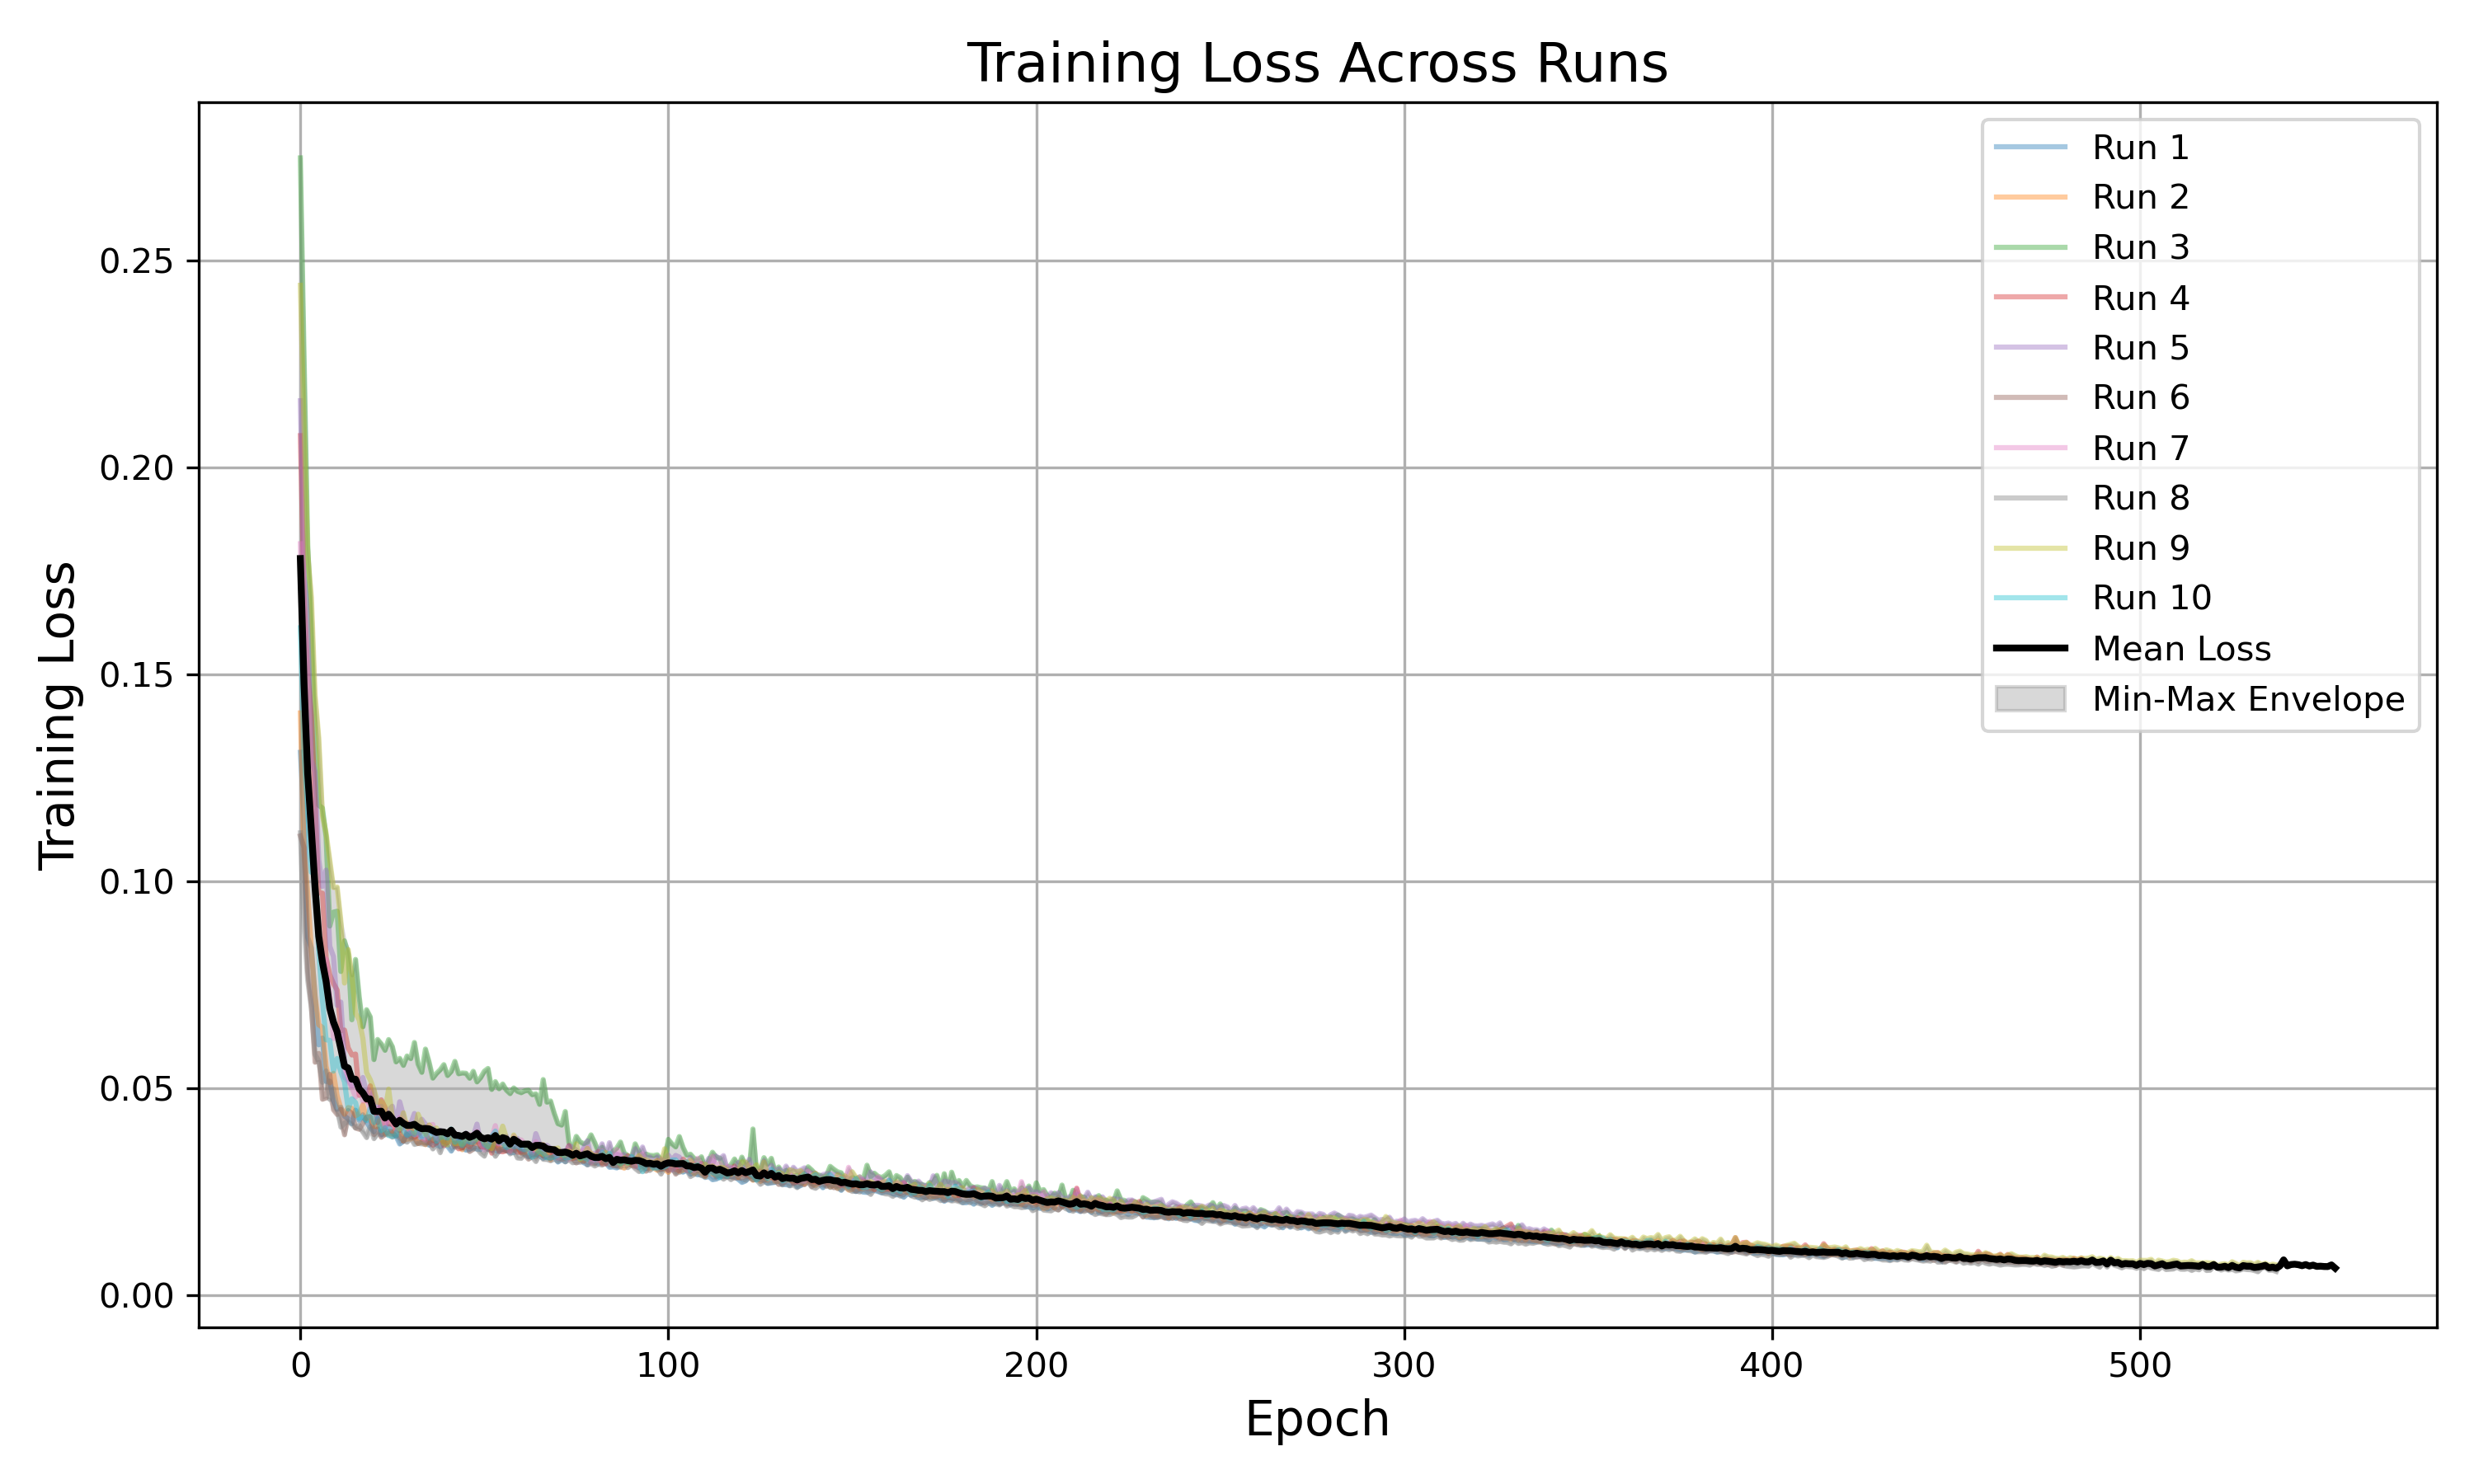 Training Loss Across Runs
Training Loss
0.25
0.20
0.15
0.10
0.05
0.00
0 100 200 300 400 500
Epoch
Run 1
Run 2
Run 3
Run 4
Run 5
Run 6
Run 7
Run 8
Run 9
Run 10
Mean Loss
Min-Max Envelope